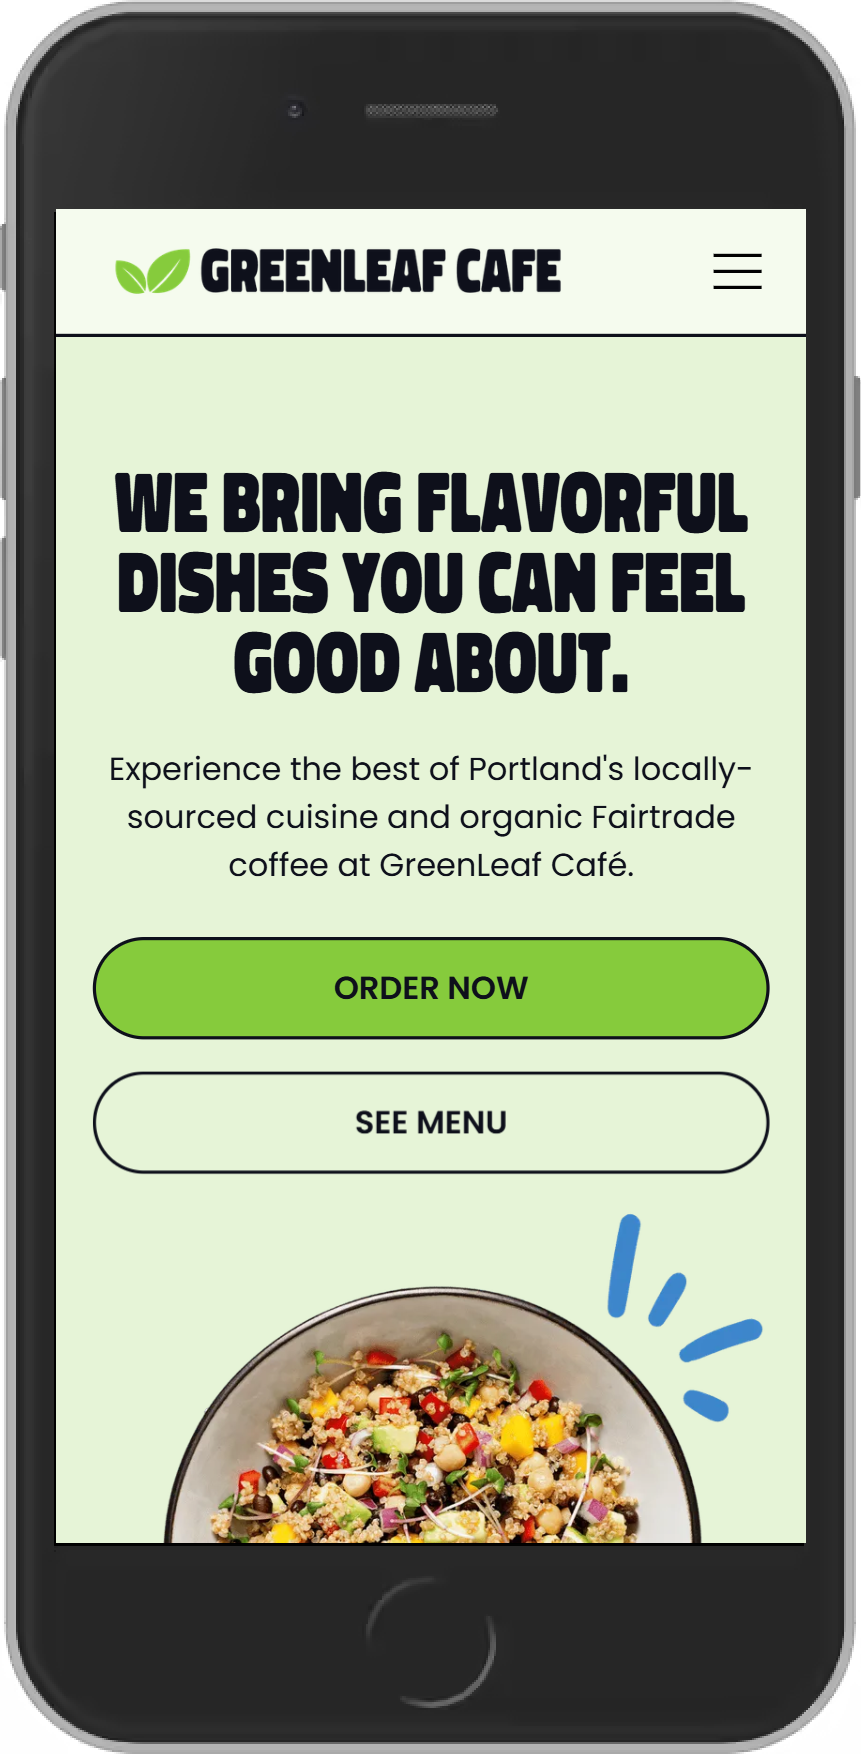 GREENLEAF CAFE
WE BRING FLAVORFUL
DISHES YOU CAN FEEL
GOOD ABOUT.
Experience the best of Portland's locally-
sourced cuisine and organic Fairtrade
coffee at GreenLeaf Café.
ORDER NOW
SEE MENU